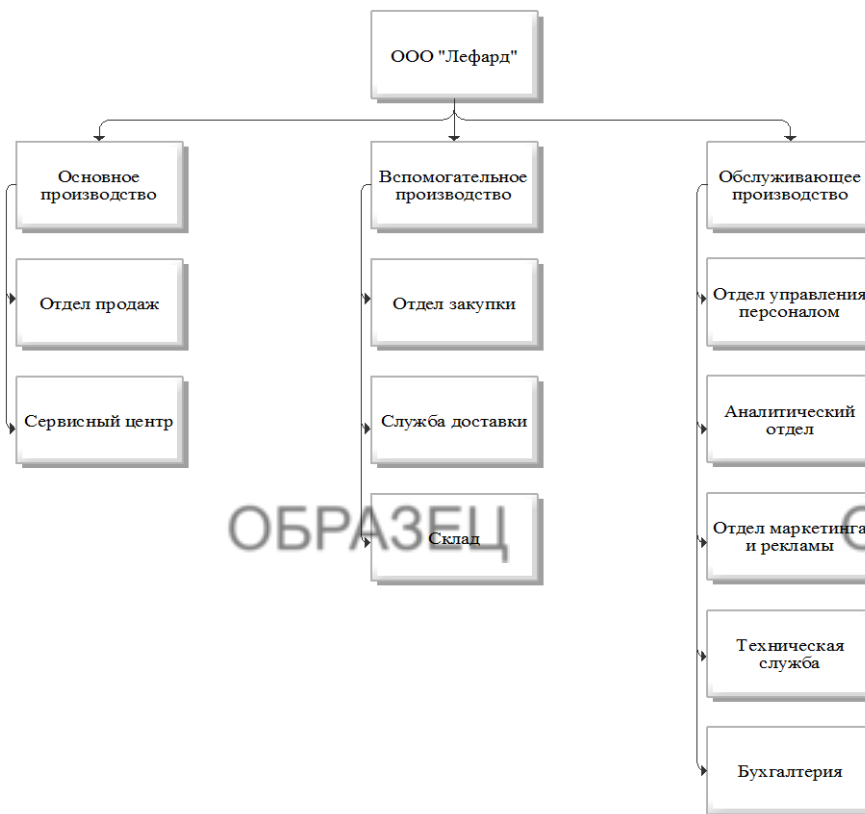 ООО "Лефард"
Основное
производство
Отдел продаж
Сервисный центр
Вспомогательное
производство
Отдел закупки
Служба доставки
Склад
Обслуживающее
производство
Отдел управления
персоналом
Аналитический
отдел
Отдел маркетинга
и рекламы
Техническая
служба
Бухгалтерия
ОБРАЗЕЦ